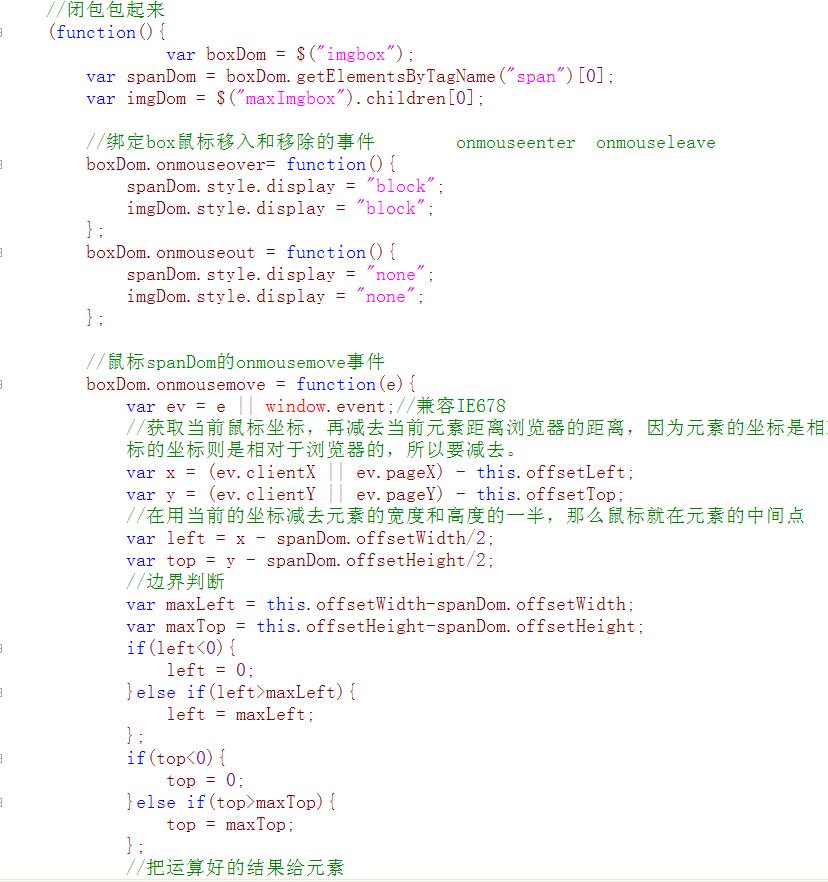 //闭包包起来
(function(){
var boxDom = $("imgbox");
var spanDom = boxDom.getElementsByTagName("span")[0];
var imgDom = $("maxImgbox").children[0];
//绑定box鼠标移入和移除的事件 onmouseenter onmouseleave
boxDom.onmouseover= function(){
spanDom.style.display = "block";
imgDom.style.display = "block";
};
boxDom.onmouseout = function(){
spanDom.style.display = "none";
imgDom.style.display = "none";
};
//鼠标spanDom的onmousemove事件
boxDom.onmousemove = function(e){
var ev = e || window.event;//兼容IE678
//获取当前鼠标坐标，再减去当前元素距离浏览器的距离，因为元素的坐标是相
标的坐标则是相对于浏览器的，所以要减去。
var x = (ev.clientX || ev.pageX) - this.offsetLeft;
var y = (ev.clientY || ev.pageY) - this.offsetTop;
//在用当前的坐标减去元素的宽度和高度的一半，那么鼠标就在元素的中间点
var left = x - spanDom.offsetWidth/2;
var top = y - spanDom.offsetHeight/2;
//边界判断
var maxLeft = this.offsetWidth-spanDom.offsetWidth;
var maxTop = this.offsetHeight-spanDom.offsetHeight;
if(left<0){
left = 0;
}else if(left>maxLeft){
left = maxLeft;
};
if(top<0){
top = 0;
}else if(top>maxTop){
top = maxTop;
};
//把运算好的结果给元素